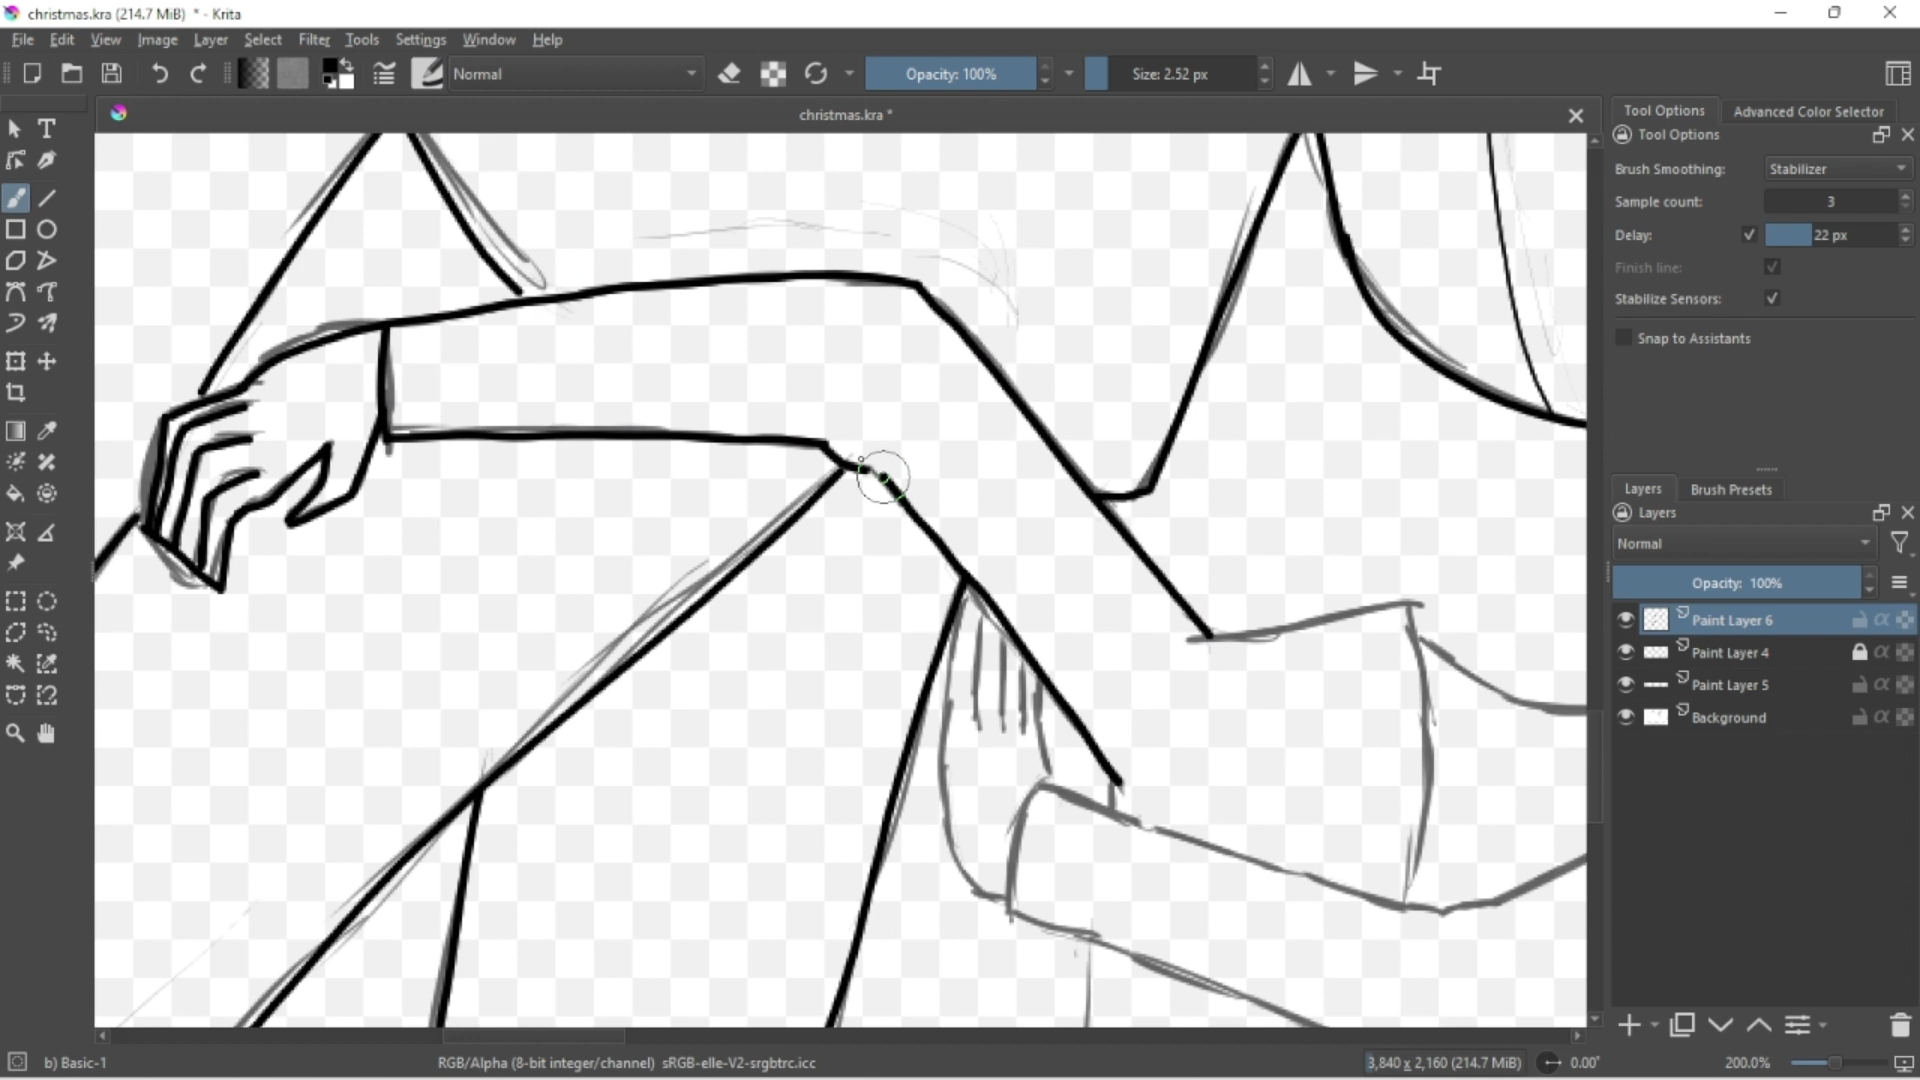 christmas.kra (214.7 MiB) * - Krita
File Edit View Image Layer Select Filter Tools Settings Window Help
Normal
Opacity: 100%
Size: 2.52 px
christmas.kra *
Tool Options
Advanced Color Selector
Tool Options
Brush Smoothing:
Stabilizer
Sample count:
3
Delay:
22 px
Finish line:
Stabilize Sensors:
Snap to Assistants
Layers
Brush Presets
Layers
Normal
Opacity: 100%
Paint Layer 6
Paint Layer 4
Paint Layer 5
Background
b) Basic-1
RGB/Alpha (8-bit integer/channel) sRGB-elle-V2-srgbtrc.icc
3,840 x 2,160 (214.7 MiB)
0.00°
200.0%